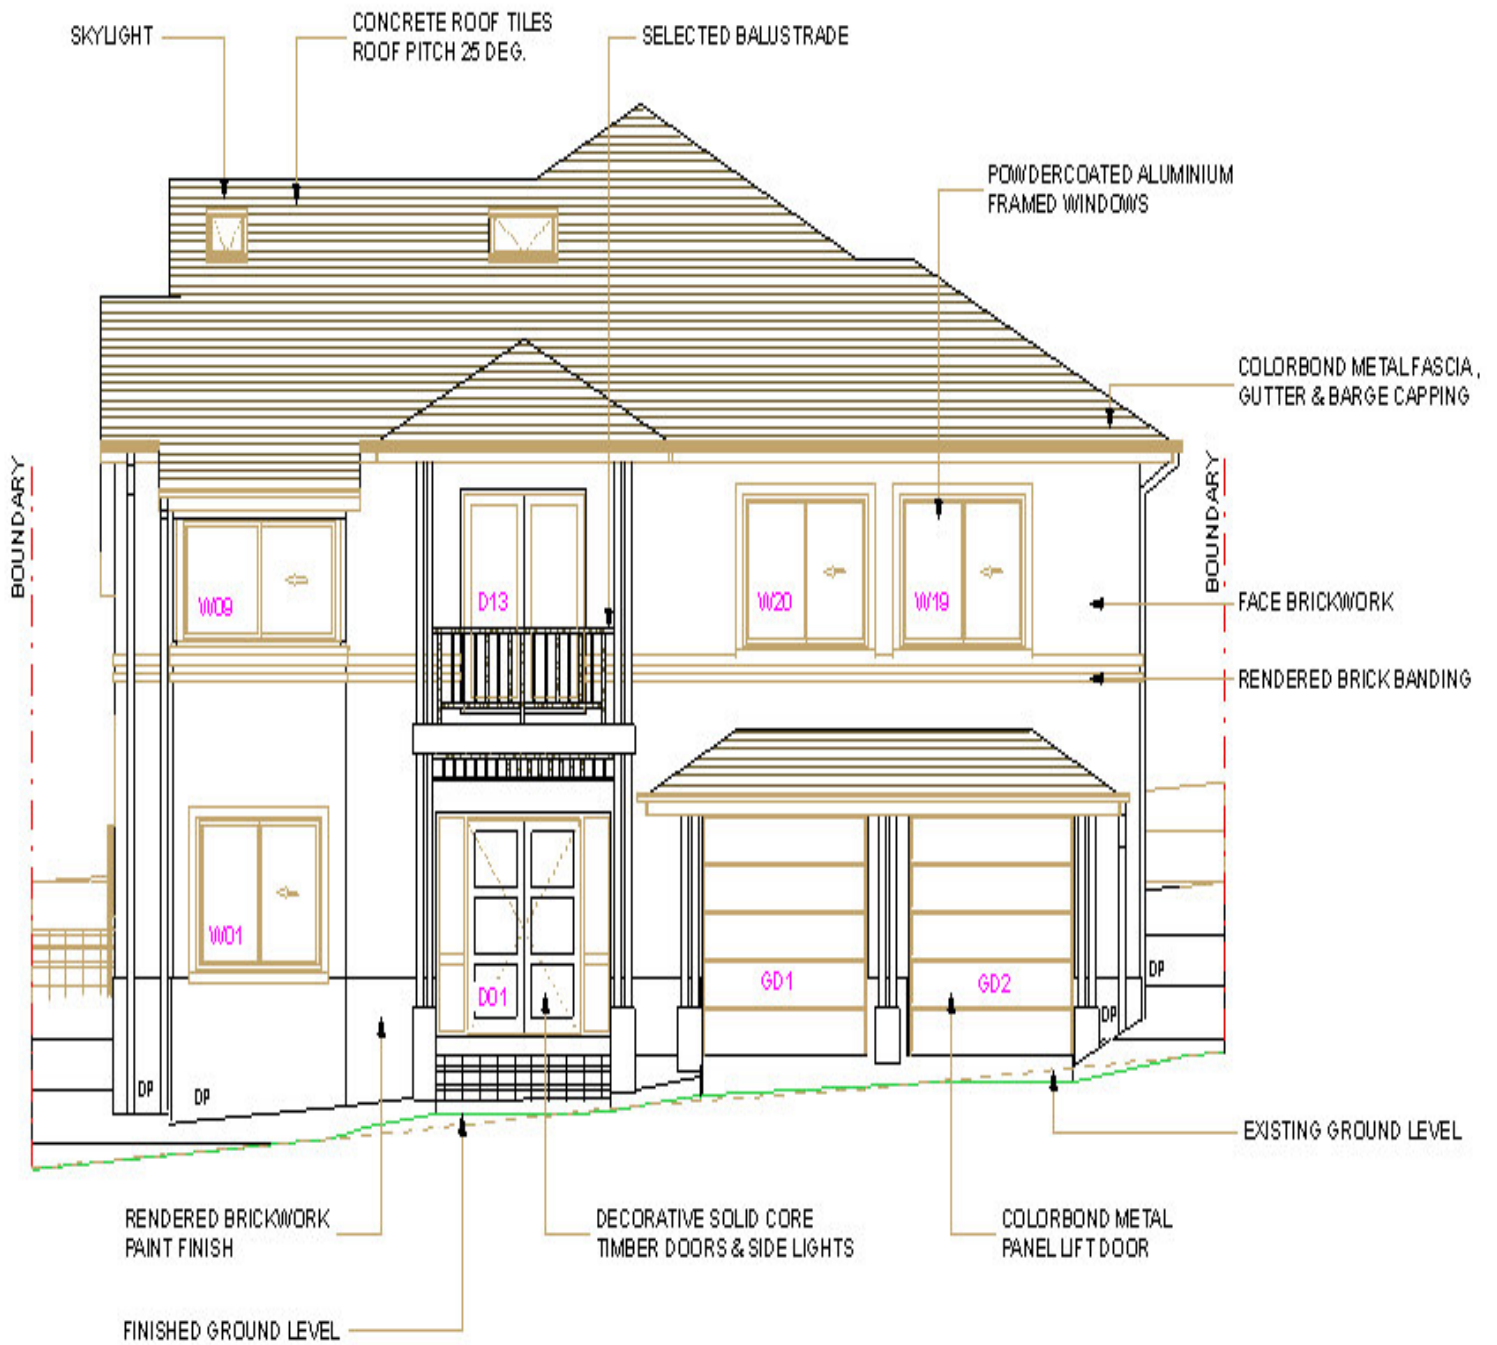 SKYLIGHT
CONCRETE ROOF TILES
ROOF PITCH 25 DEG.
SELECTED BALUSTRADE
POWDERCOATED ALUMINIUM
FRAMED WINDOWS
COLORBOND METAL FASCIA,
GUTTER & BARGE CAPPING
BOUNDARY
BOUNDARY
W09
D13
W20
W19
FACE BRICKWORK
RENDERED BRICK BANDING
W01
D01
GD1
GD2
DP
DP
DP
DP
EXISTING GROUND LEVEL
RENDERED BRICKWORK
PAINT FINISH
DECORATIVE SOLID CORE
TIMBER DOORS & SIDE LIGHTS
COLORBOND METAL
PANEL LIFT DOOR
FINISHED GROUND LEVEL